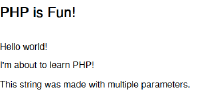 PHP is Fun!
Hello world!
I'm about to learn PHP!
This string was made with multiple parameters.